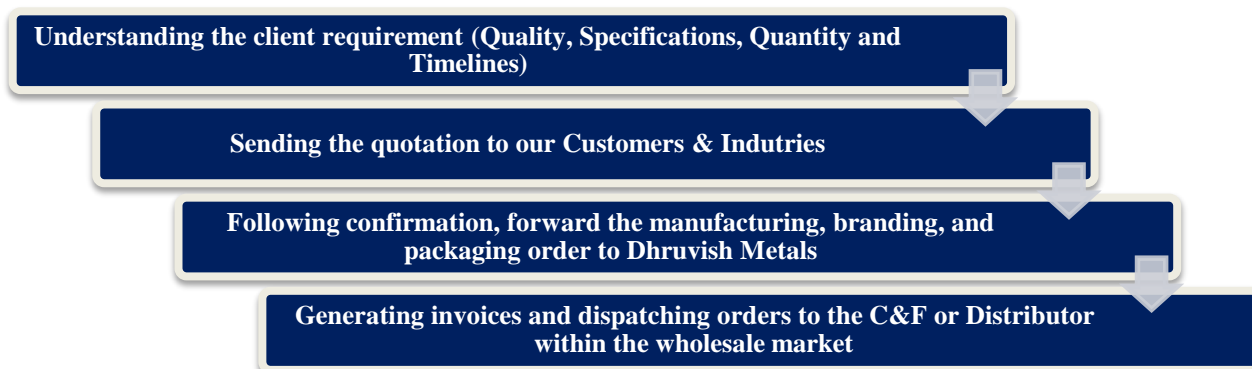 Understanding the client requirement (Quality, Specifications, Quantity and
Timelines)
Sending the quotation to our Customers & Indutries
Following confirmation, forward the manufacturing, branding, and
packaging order to Dhruvish Metals
Generating invoices and dispatching orders to the C&F or Distributor
within the wholesale market